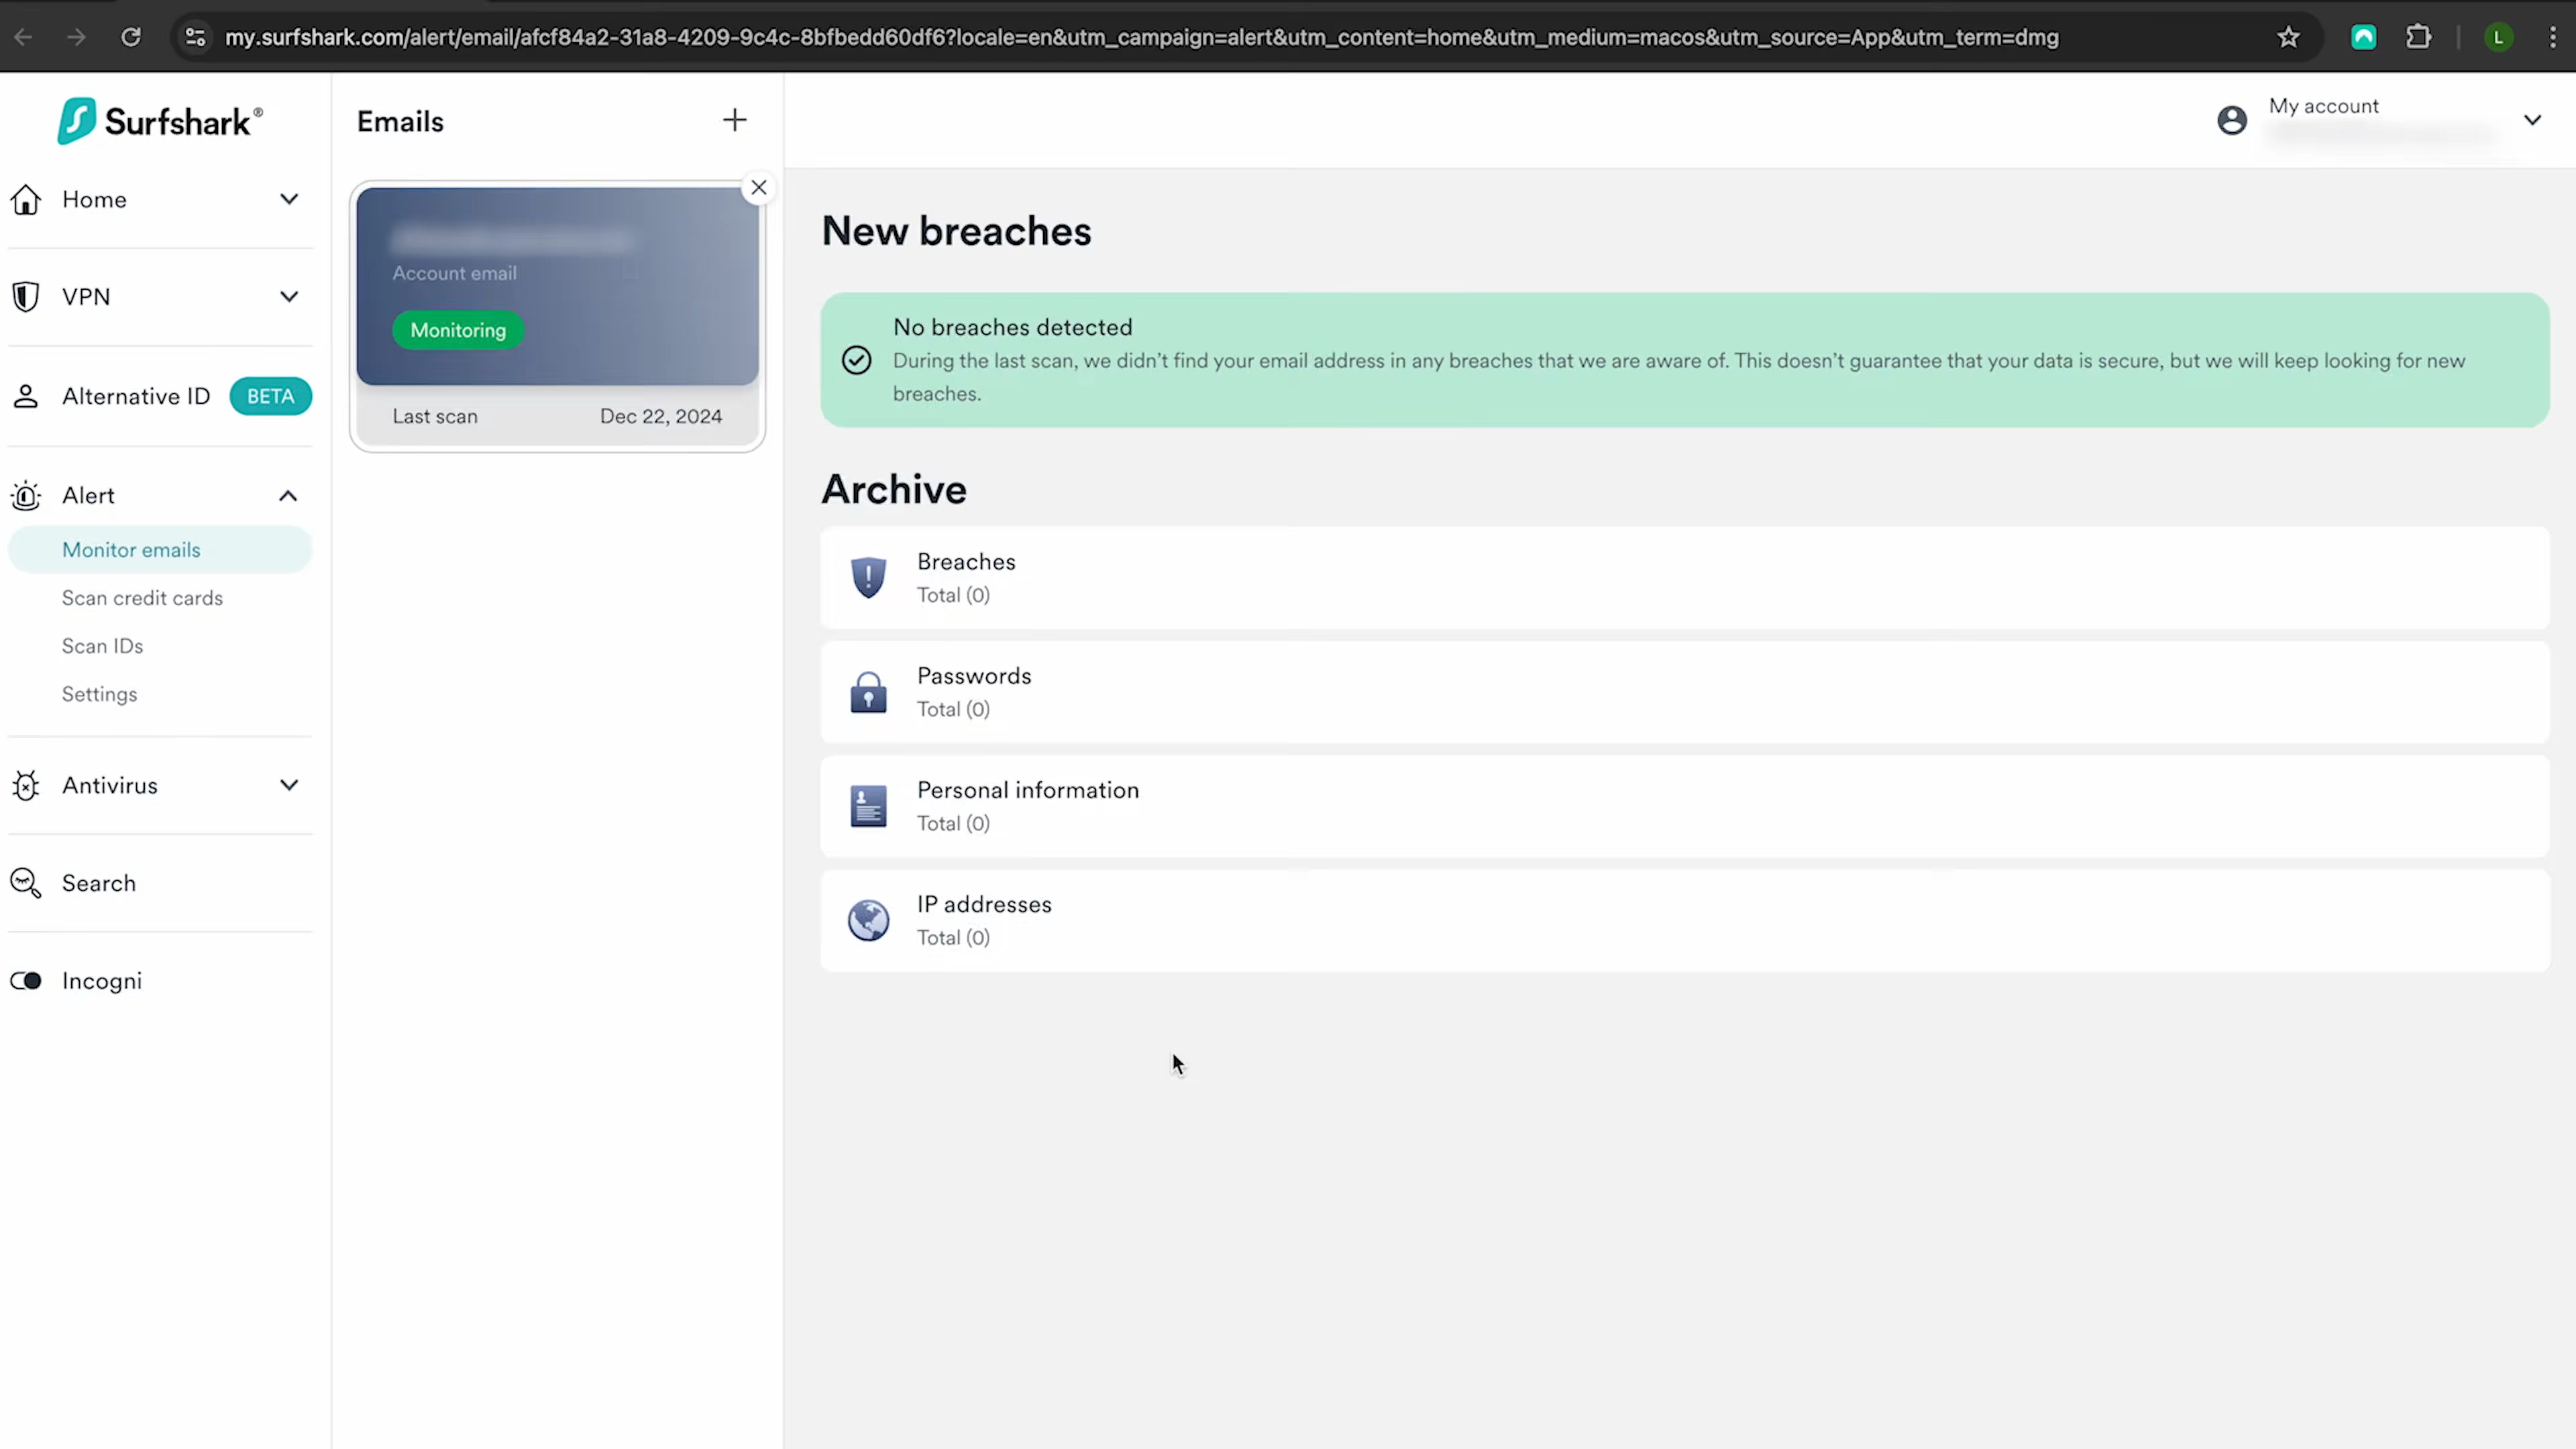 my.surfshark.com/alert/email/afcf84a2-31a8-4209-9c4c-8bfbedd60df6?locale=en&utm_campaign=alert&utm_content=home&utm_medium=macos&utm_source=App&utm_term=dmg
L
Surfshark®
Home
VPN
Alternative ID BETA
Alert
Monitor emails
Scan credit cards
Scan IDs
Settings
Antivirus
Search
Incogni
Emails
Account email
Monitoring
Last scan Dec 22, 2024
My account
New breaches
No breaches detected
During the last scan, we didn't find your email address in any breaches that we are aware of. This doesn't guarantee that your data is secure, but we will keep looking for new
breaches.
Archive
Breaches
Total (0)
Passwords
Total (0)
Personal information
Total (0)
IP addresses
Total (0)